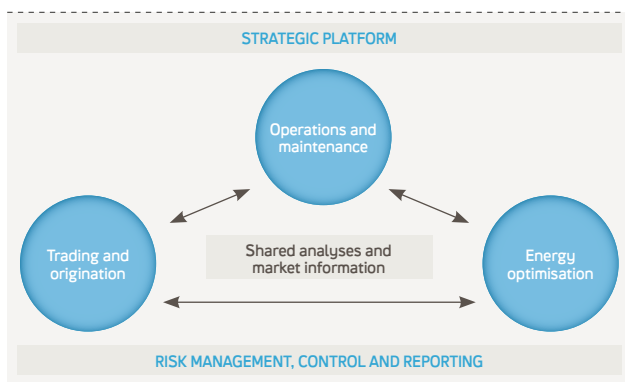 STRATEGIC PLATFORM
Operations and
maintenance
Trading and
origination
Shared analyses and
market information
Energy
optimisation
RISK MANAGEMENT, CONTROL AND REPORTING